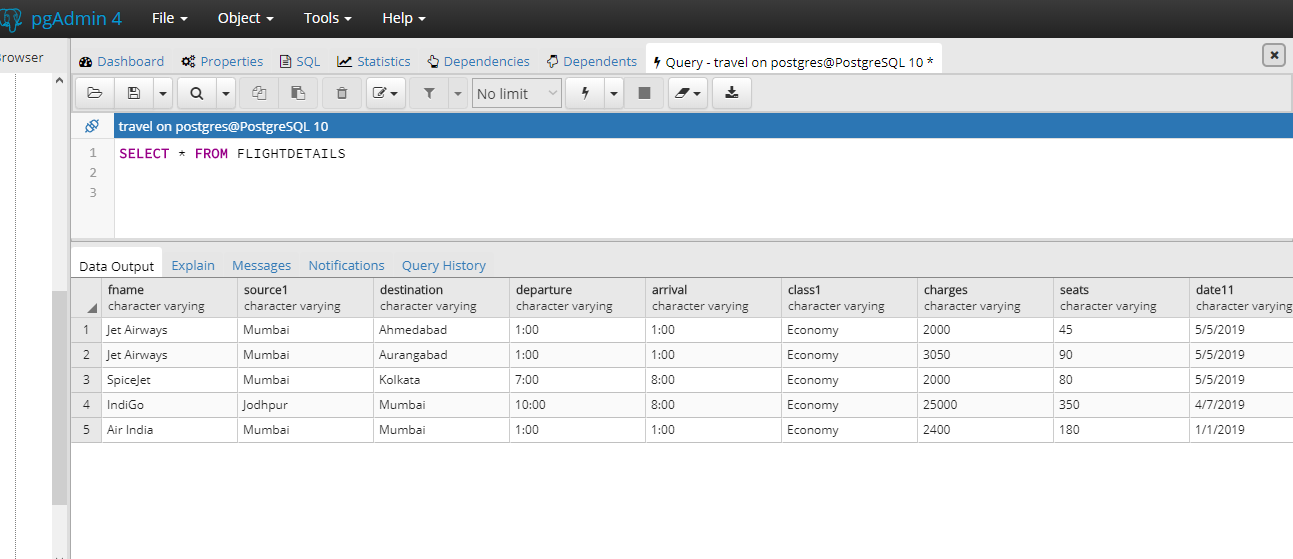 pgAdmin 4 File Object Tools Help
rowser
Dashboard Properties SQL Statistics Dependencies Dependents Query - travel on postgres@PostgreSQL 10 *
No limit
travel on postgres@PostgreSQL 10
1 SELECT * FROM FLIGHTDETAILS
2
3
Data Output Explain Messages Notifications Query History
fname source1 destination departure arrival class1 charges seats date11
character varying character varying character varying character varying character varying character varying character varying character varying character varying
1 Jet Airways Mumbai Ahmedabad 1:00 1:00 Economy 2000 45 5/5/2019
2 Jet Airways Mumbai Aurangabad 1:00 1:00 Economy 3050 90 5/5/2019
3 SpiceJet Mumbai Kolkata 7:00 8:00 Economy 2000 80 5/5/2019
4 IndiGo Jodhpur Mumbai 10:00 8:00 Economy 25000 350 4/7/2019
5 Air India Mumbai Mumbai 1:00 1:00 Economy 2400 180 1/1/2019